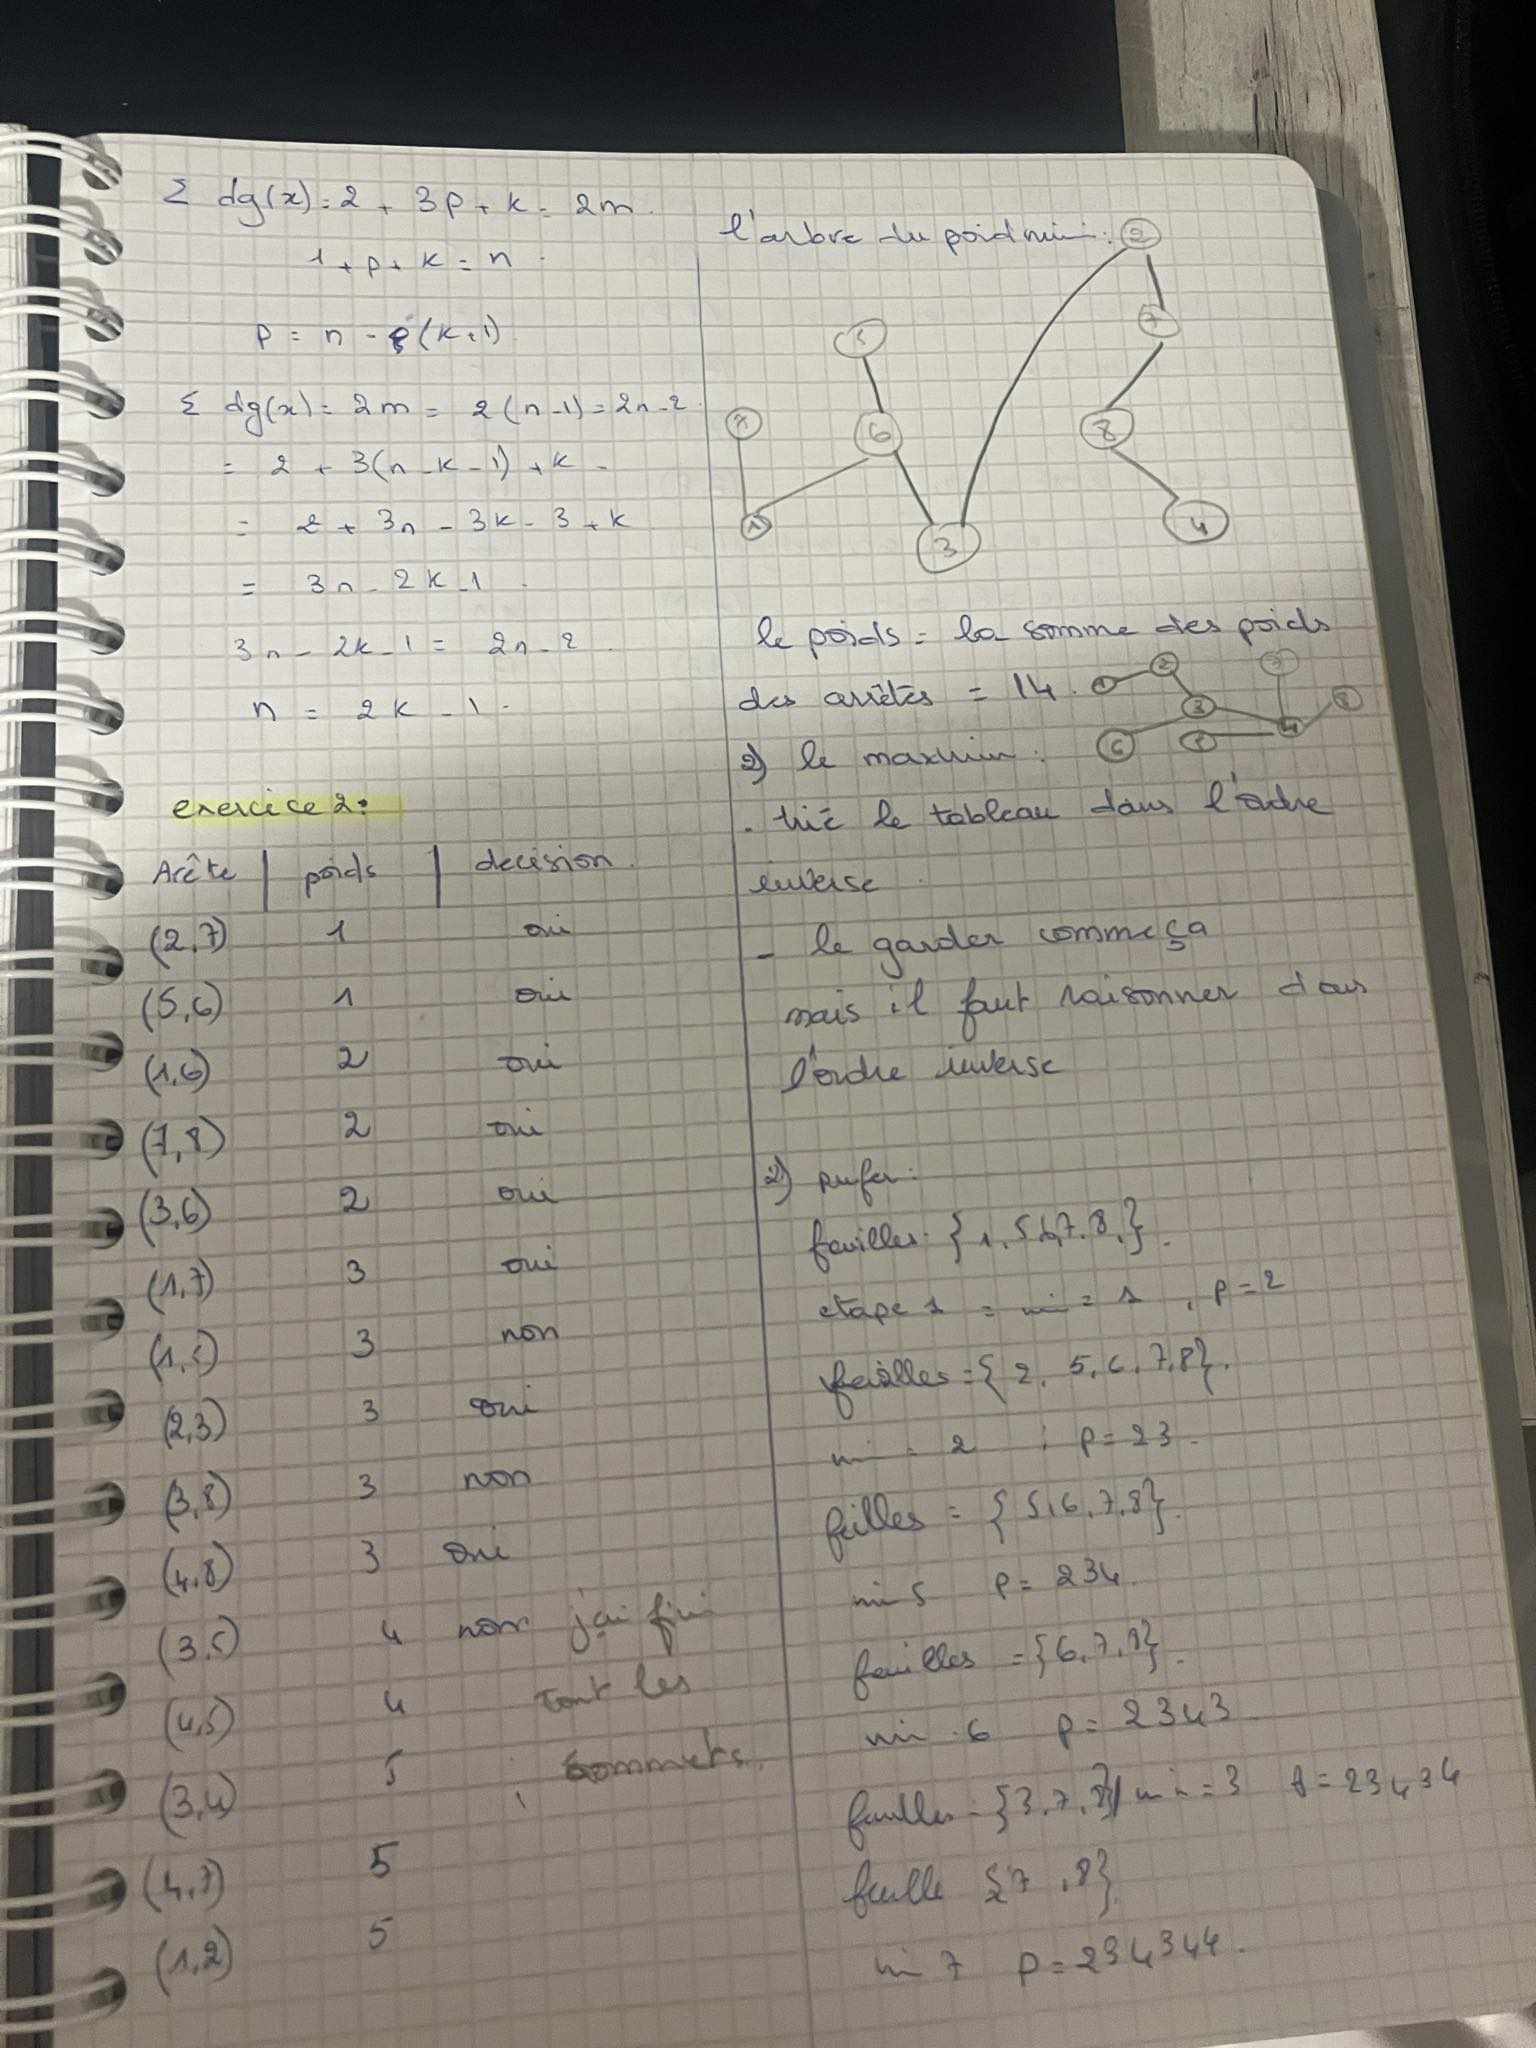 Σ dg(x) = 2 + 3p + k = 2m.
1 + p + k = n.
p = n - (k+1)
Σ dg(x) = 2m = 2(n-1) = 2n-2.
= 2 + 3(n-k-1) + k
= 2 + 3n - 3k - 3 + k
= 3n - 2k - 1.
3n - 2k - 1 = 2n - 2.
n = 2k - 1.
exercice 2:
Arête | poids | decision.
(2,7) 1 oui
(5,6) 1 oui
(1,6) 2 oui
(7,8) 2 oui
(3,6) 2 oui
(1,7) 3 oui
(1,5) 3 non
(2,3) 3 oui
(3,8) 3 non
(4,8) 3 oui
(3,5) 4 non j'ai fini
(4,5) 4 tout les
(3,4) 5 sommets.
(4,7) 5
(1,2) 5
l'arbre du poid mini:
2
7
5
7
6
8
1
3
4
le poids = la somme des poids
des arrêtes = 14.
1 2 3 6 4
2) le maximum:
. trié le tableau dans l'ordre
inverse.
- le garder comme ça
mais il faut raisonner dans
l'ordre inverse
2) prufer:
feuilles = {1,5,6,7,8,}.
etape 1 = min = 1, p=2
feuilles = {2, 5, 6, 7,8}.
min = 2 ; p=23.
feilles = {5,6,7,8}.
min 5 p= 234.
feuilles = {6,7,8}.
min 6 p= 2343.
feuilles = {3,7,8} / min = 3 = 23434
feuille {7,8}
min 7 p= 234344.